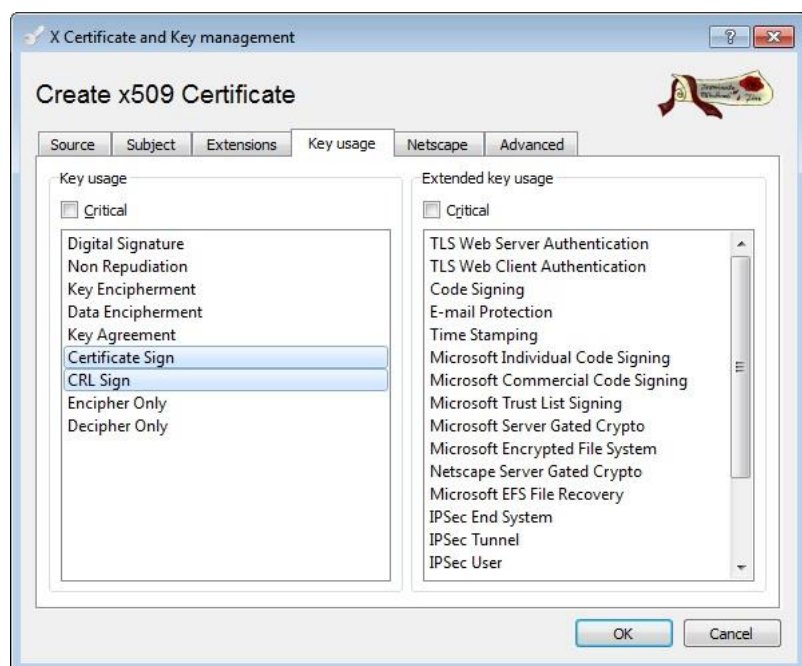 X Certificate and Key management
Create x509 Certificate
Source Subject Extensions Key usage Netscape Advanced
Key usage
Critical
Digital Signature
Non Repudiation
Key Encipherment
Data Encipherment
Key Agreement
Certificate Sign
CRL Sign
Encipher Only
Decipher Only
Extended key usage
Critical
TLS Web Server Authentication
TLS Web Client Authentication
Code Signing
E-mail Protection
Time Stamping
Microsoft Individual Code Signing
Microsoft Commercial Code Signing
Microsoft Trust List Signing
Microsoft Server Gated Crypto
Microsoft Encrypted File System
Netscape Server Gated Crypto
Microsoft EFS File Recovery
IPSec End System
IPSec Tunnel
IPSec User
OK Cancel